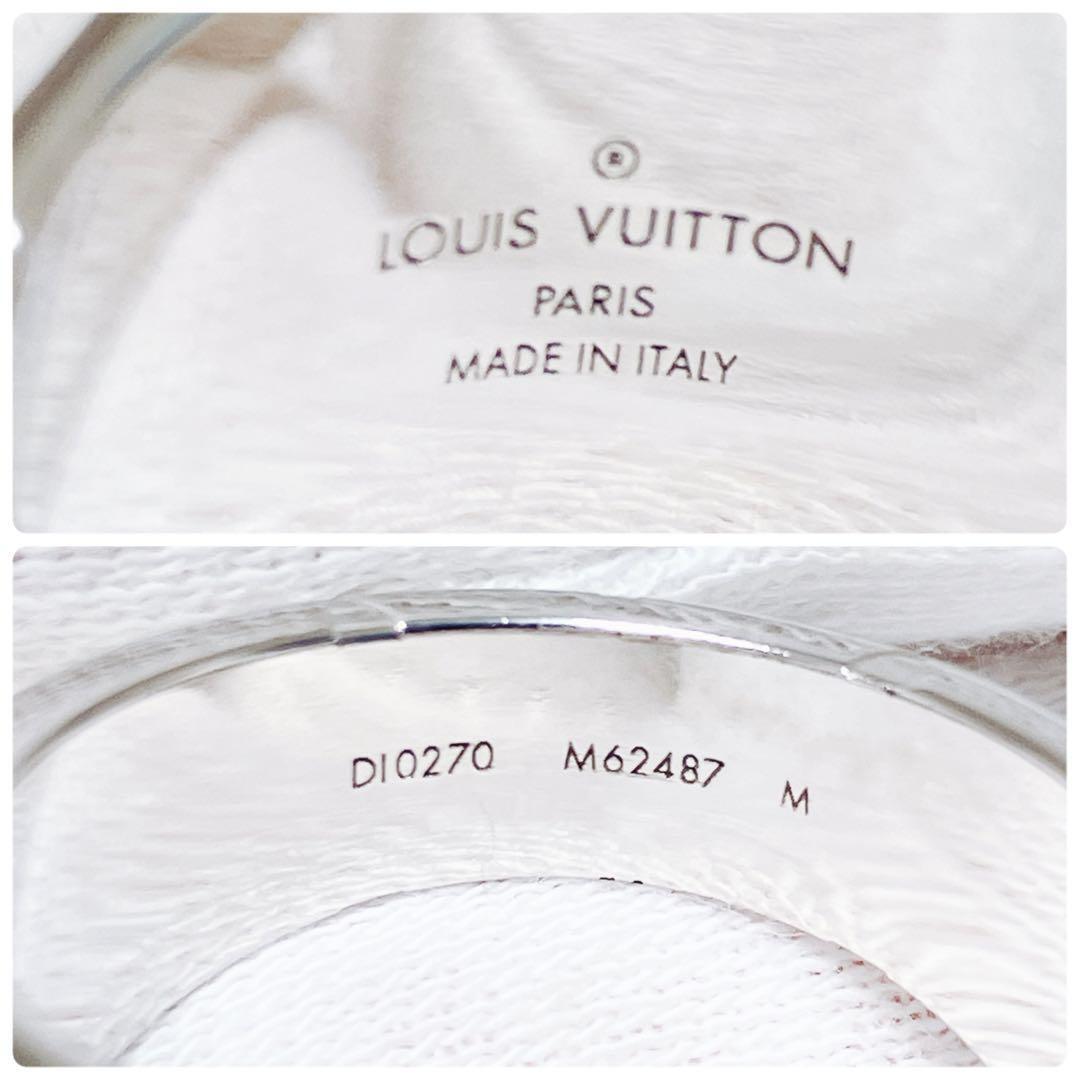 ®
LOUIS VUITTON
PARIS
MADE IN ITALY
DI0270 M62487 M